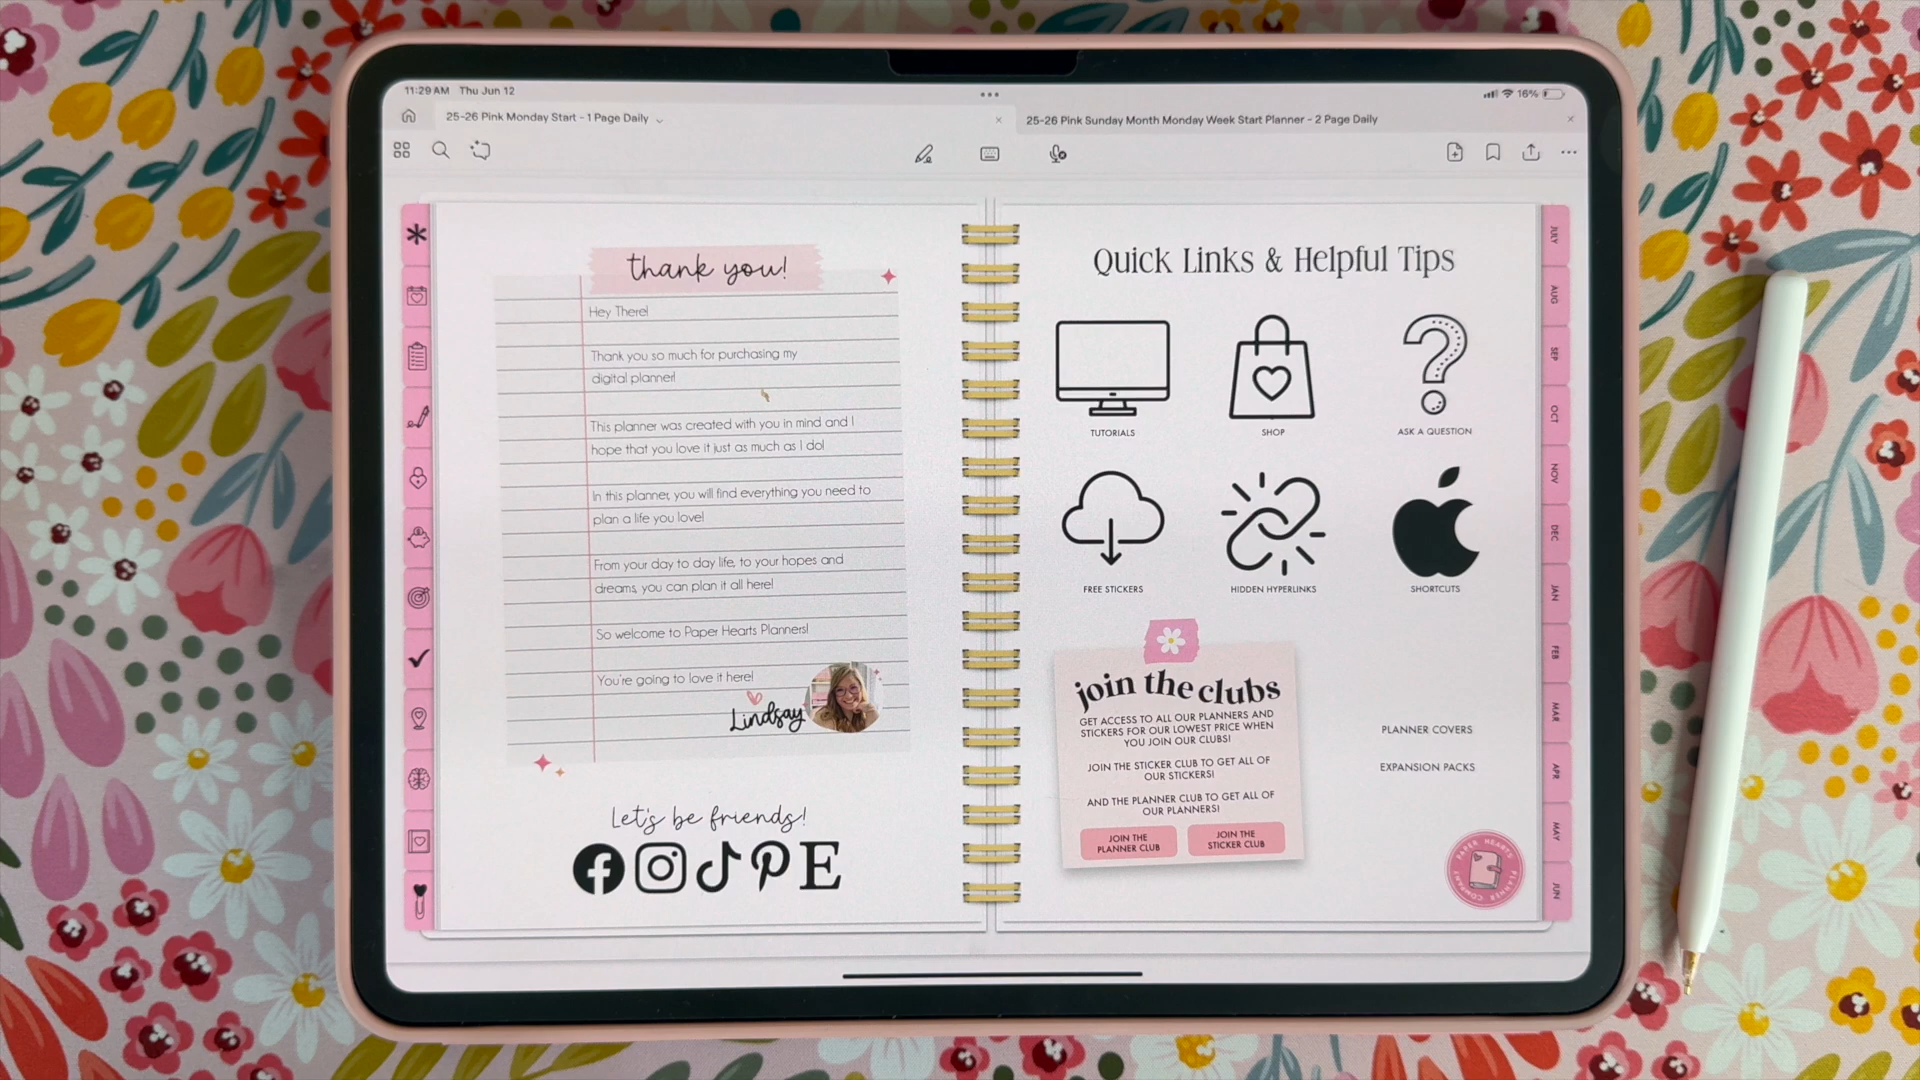 11:29 AM Thu Jun 12
16%
25-26 Pink Monday Start - 1 Page Daily
25-26 Pink Sunday Month Monday Week Start Planner - 2 Page Daily
thank you!
Hey There!
Thank you so much for purchasing my
digital planner!
This planner was created with you in mind and I
hope that you love it just as much as I do!
In this planner, you will find everything you need to
plan a life you love!
From your day to day life, to your hopes and
dreams, you can plan it all here!
So welcome to Paper Hearts Planners!
You're going to love it here!
Lindsay
Let's be friends!
E
Quick Links & Helpful Tips
TUTORIALS
SHOP
ASK A QUESTION
FREE STICKERS
HIDDEN HYPERLINKS
SHORTCUTS
join the clubs
GET ACCESS TO ALL OUR PLANNERS AND
STICKERS FOR OUR LOWEST PRICE WHEN
YOU JOIN OUR CLUBS!
JOIN THE STICKER CLUB TO GET ALL OF
OUR STICKERS!
AND THE PLANNER CLUB TO GET ALL OF
OUR PLANNERS!
JOIN THE
PLANNER CLUB
JOIN THE
STICKER CLUB
PLANNER COVERS
EXPANSION PACKS
PAPER HEARTS
PLANNER COMPANY
JULY
AUG
SEP
OCT
NOV
DEC
JAN
FEB
MAR
APR
MAY
JUN